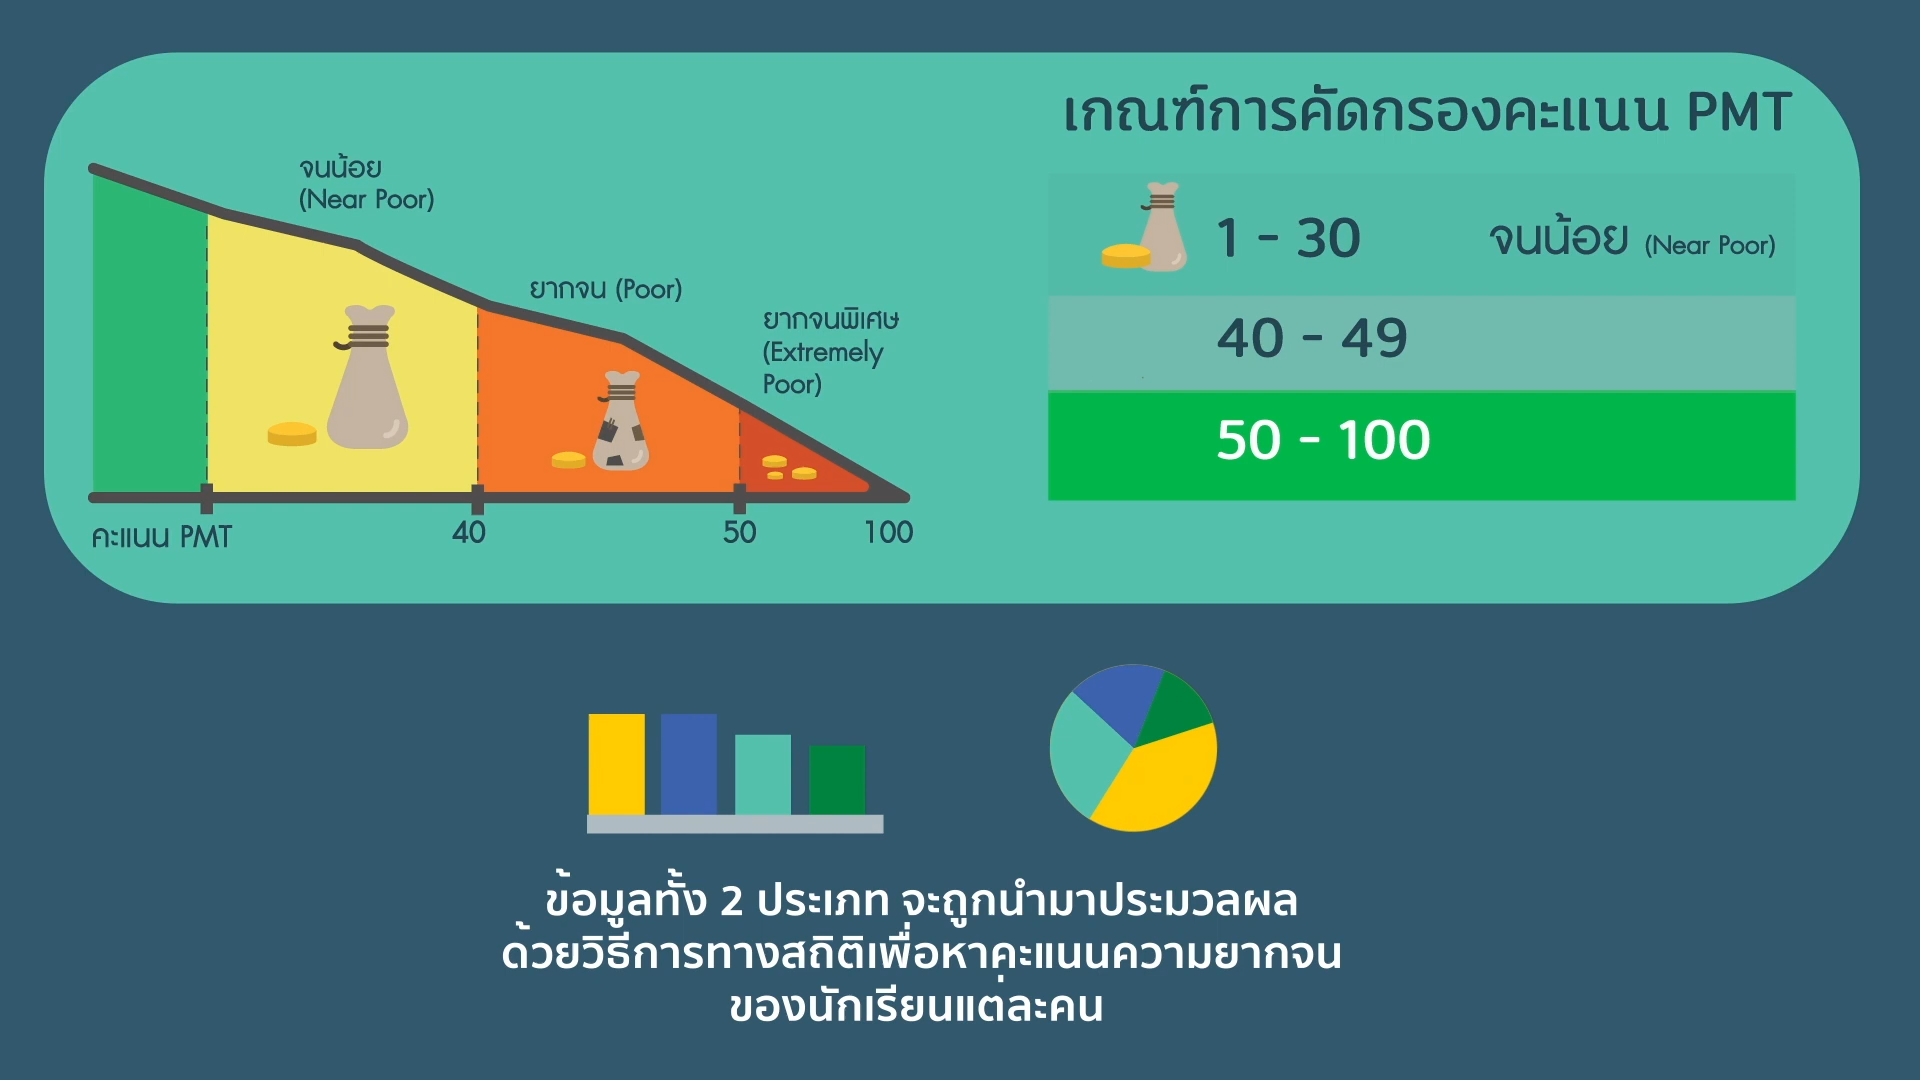 เกณฑ์การคัดกรองคะแนน PMT
จนน้อย
(Near Poor)
ยากจน (Poor)
ยากจนพิเศษ
(Extremely
Poor)
คะแนน PMT
40
50
100
1 - 30 จนน้อย (Near Poor)
40 - 49
50 - 100
ข้อมูลทั้ง 2 ประเภท จะถูกนำมาประมวลผล
ด้วยวิธีการทางสถิติเพื่อหาคะแนนความยากจน
ของนักเรียนแต่ละคน